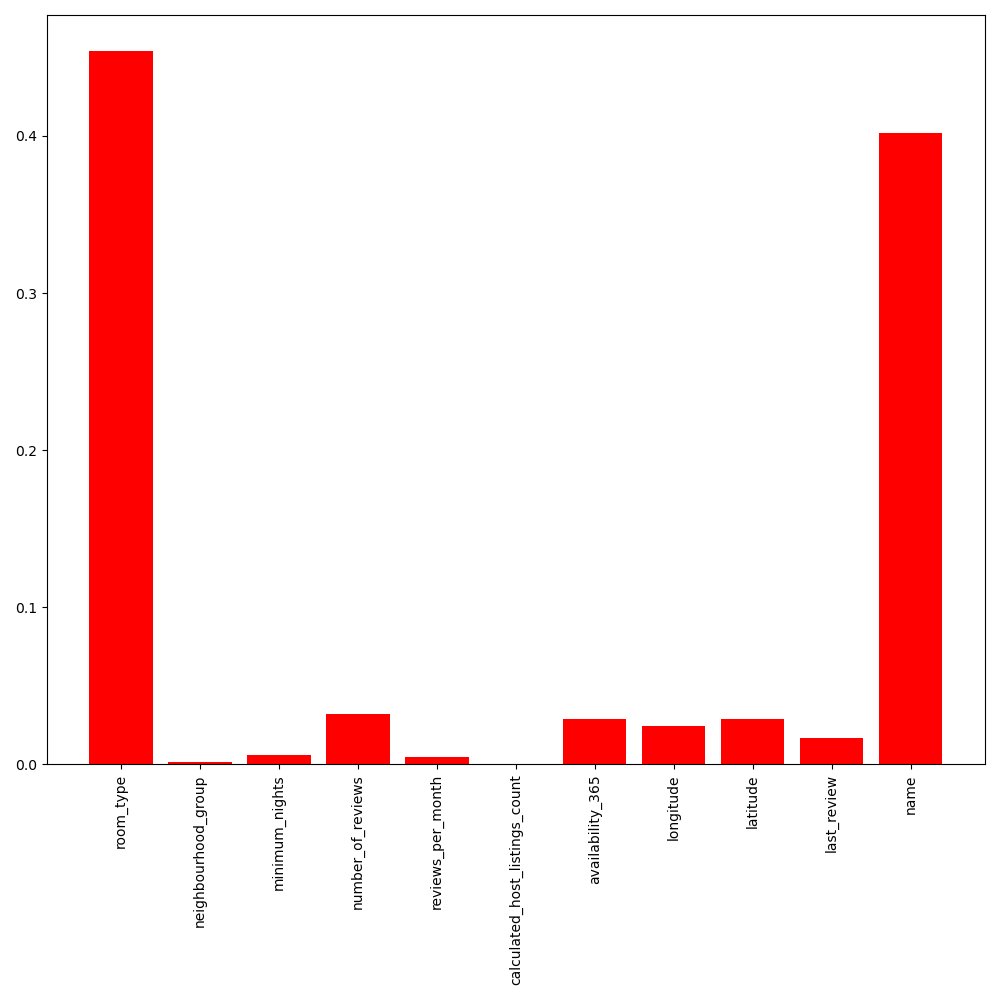 0.4
0.3
0.2
0.1
0.0
room_type
neighbourhood_group
minimum_nights
number_of_reviews
reviews_per_month
calculated_host_listings_count
availability_365
longitude
latitude
last_review
name